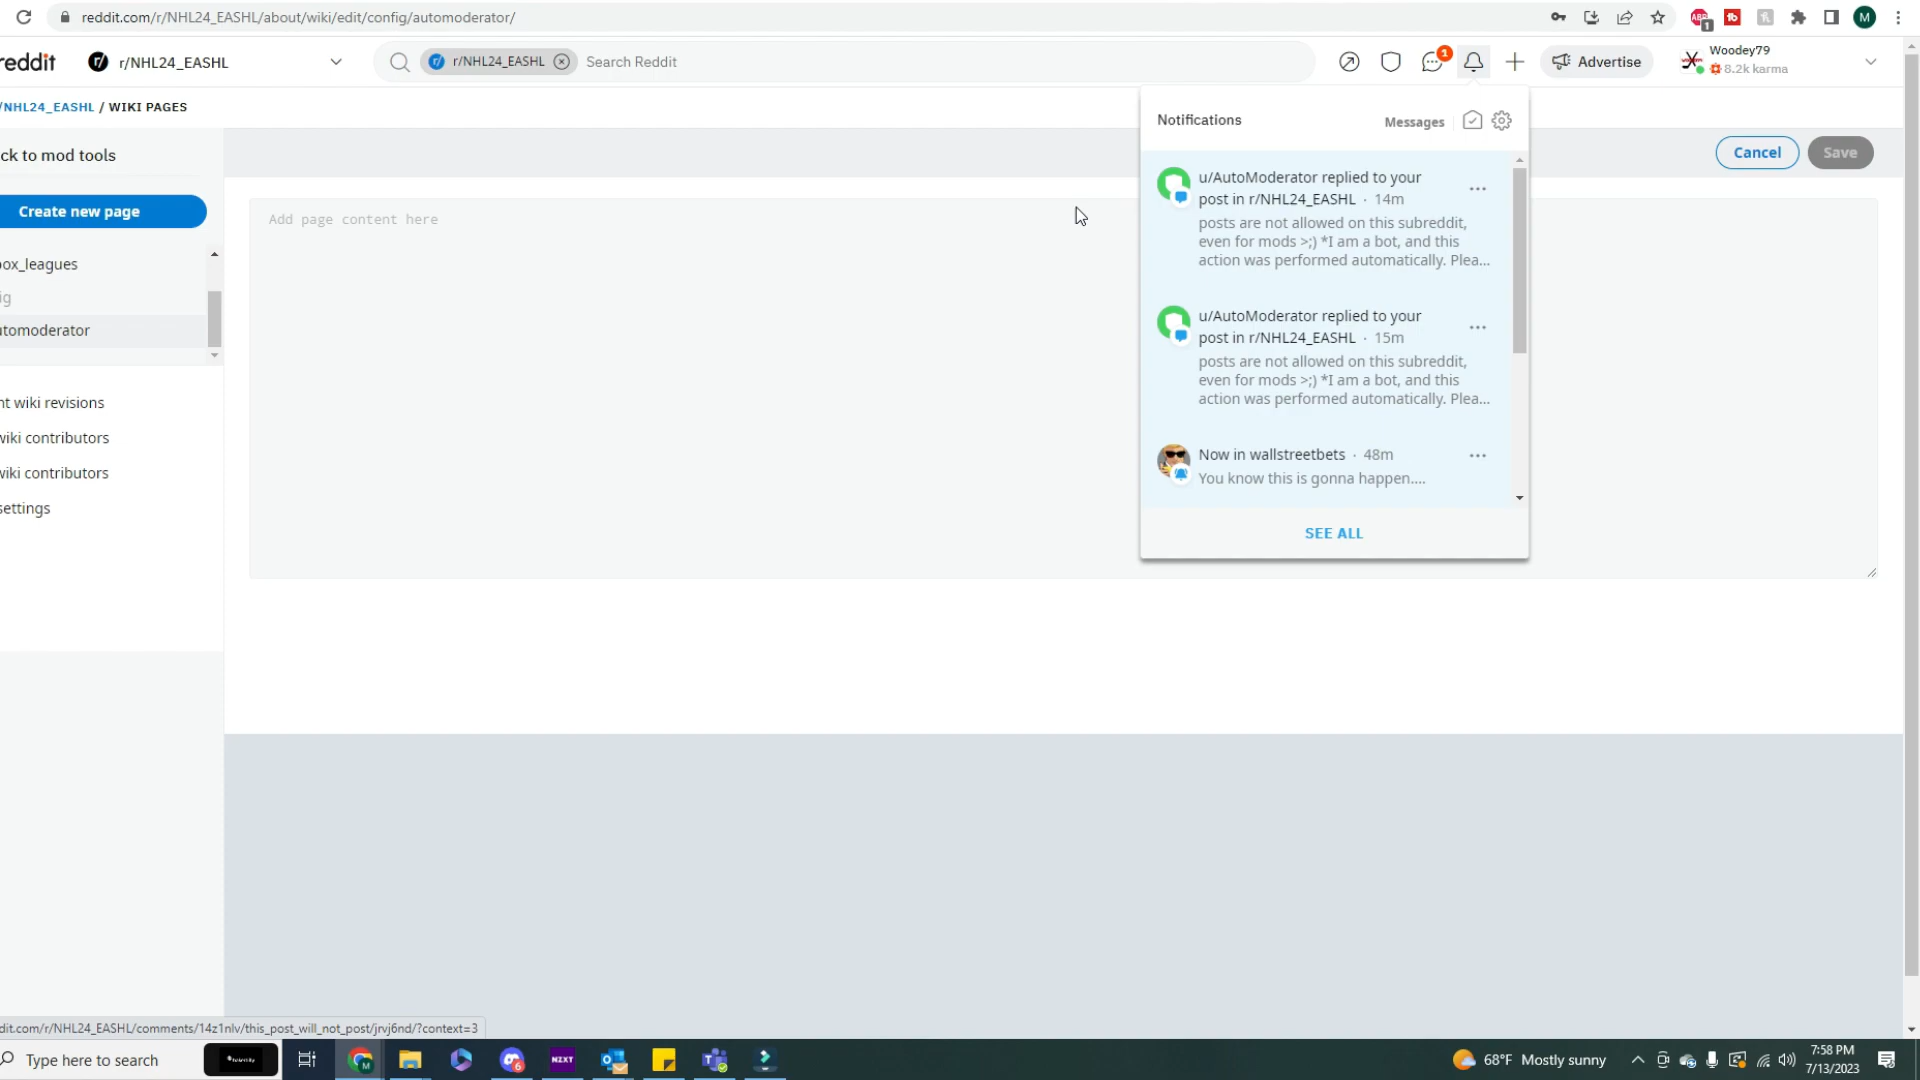 reddit.com/r/NHL24_EASHL/about/wiki/edit/config/automoderator/
1
M
reddit
r/NHL24_EASHL
r/NHL24_EASHL
Search Reddit
1
Advertise
Woodey79
8.2k karma
/NHL24_EASHL / WIKI PAGES
ck to mod tools
Create new page
ox_leagues
ig
utomoderator
nt wiki revisions
wiki contributors
wiki contributors
settings
Cancel
Save
Add page content here
Notifications
Messages
u/AutoModerator replied to your
post in r/NHL24_EASHL · 14m
posts are not allowed on this subreddit,
even for mods >;) *I am a bot, and this
action was performed automatically. Plea...
u/AutoModerator replied to your
post in r/NHL24_EASHL · 15m
posts are not allowed on this subreddit,
even for mods >;) *I am a bot, and this
action was performed automatically. Plea...
Now in wallstreetbets · 48m
You know this is gonna happen....
SEE ALL
dit.com/r/NHL24_EASHL/comments/14z1nlv/this_post_will_not_post/jrvj6nd/?context=3
Type here to search
M
6
NZXT
68°F Mostly sunny
7:58 PM
7/13/2023